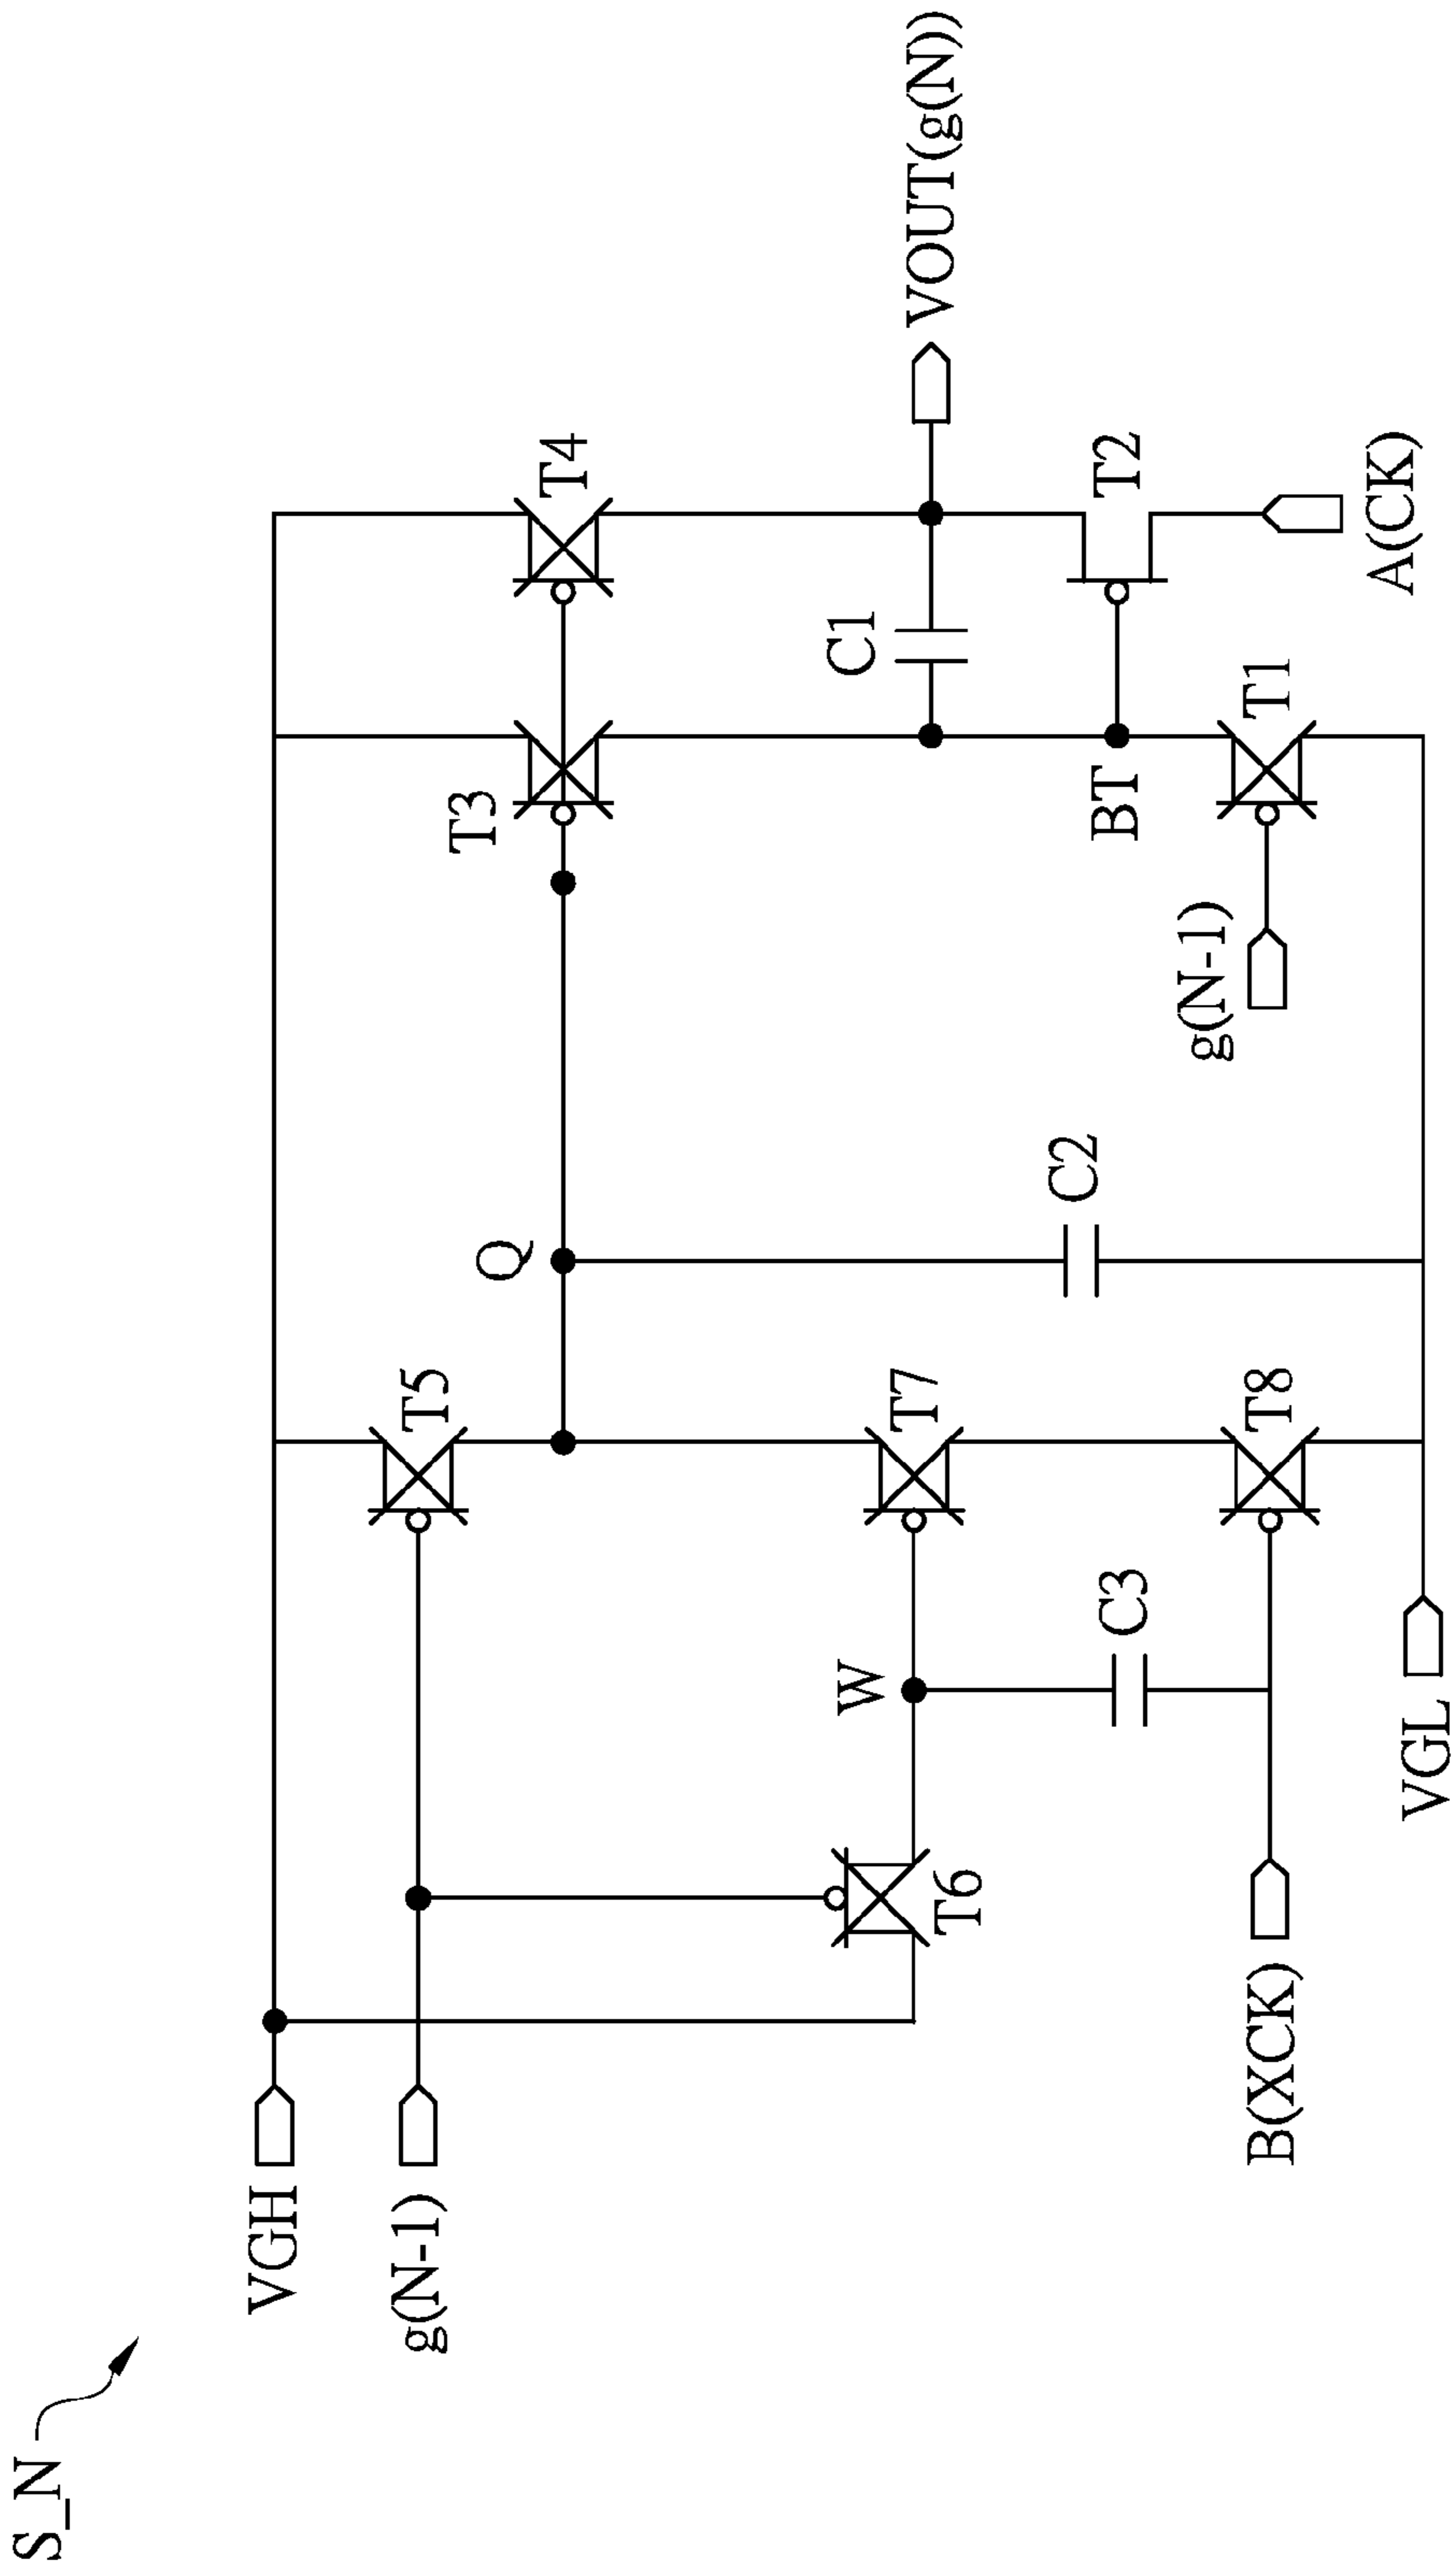 S_N
VGH
g(N-1)
T5
Q
T3
T4
W
T6
T7
C1
VOUT(g(N))
C3
C2
BT
T2
B(XCK)
T8
g(N-1)
T1
A(CK)
VGL